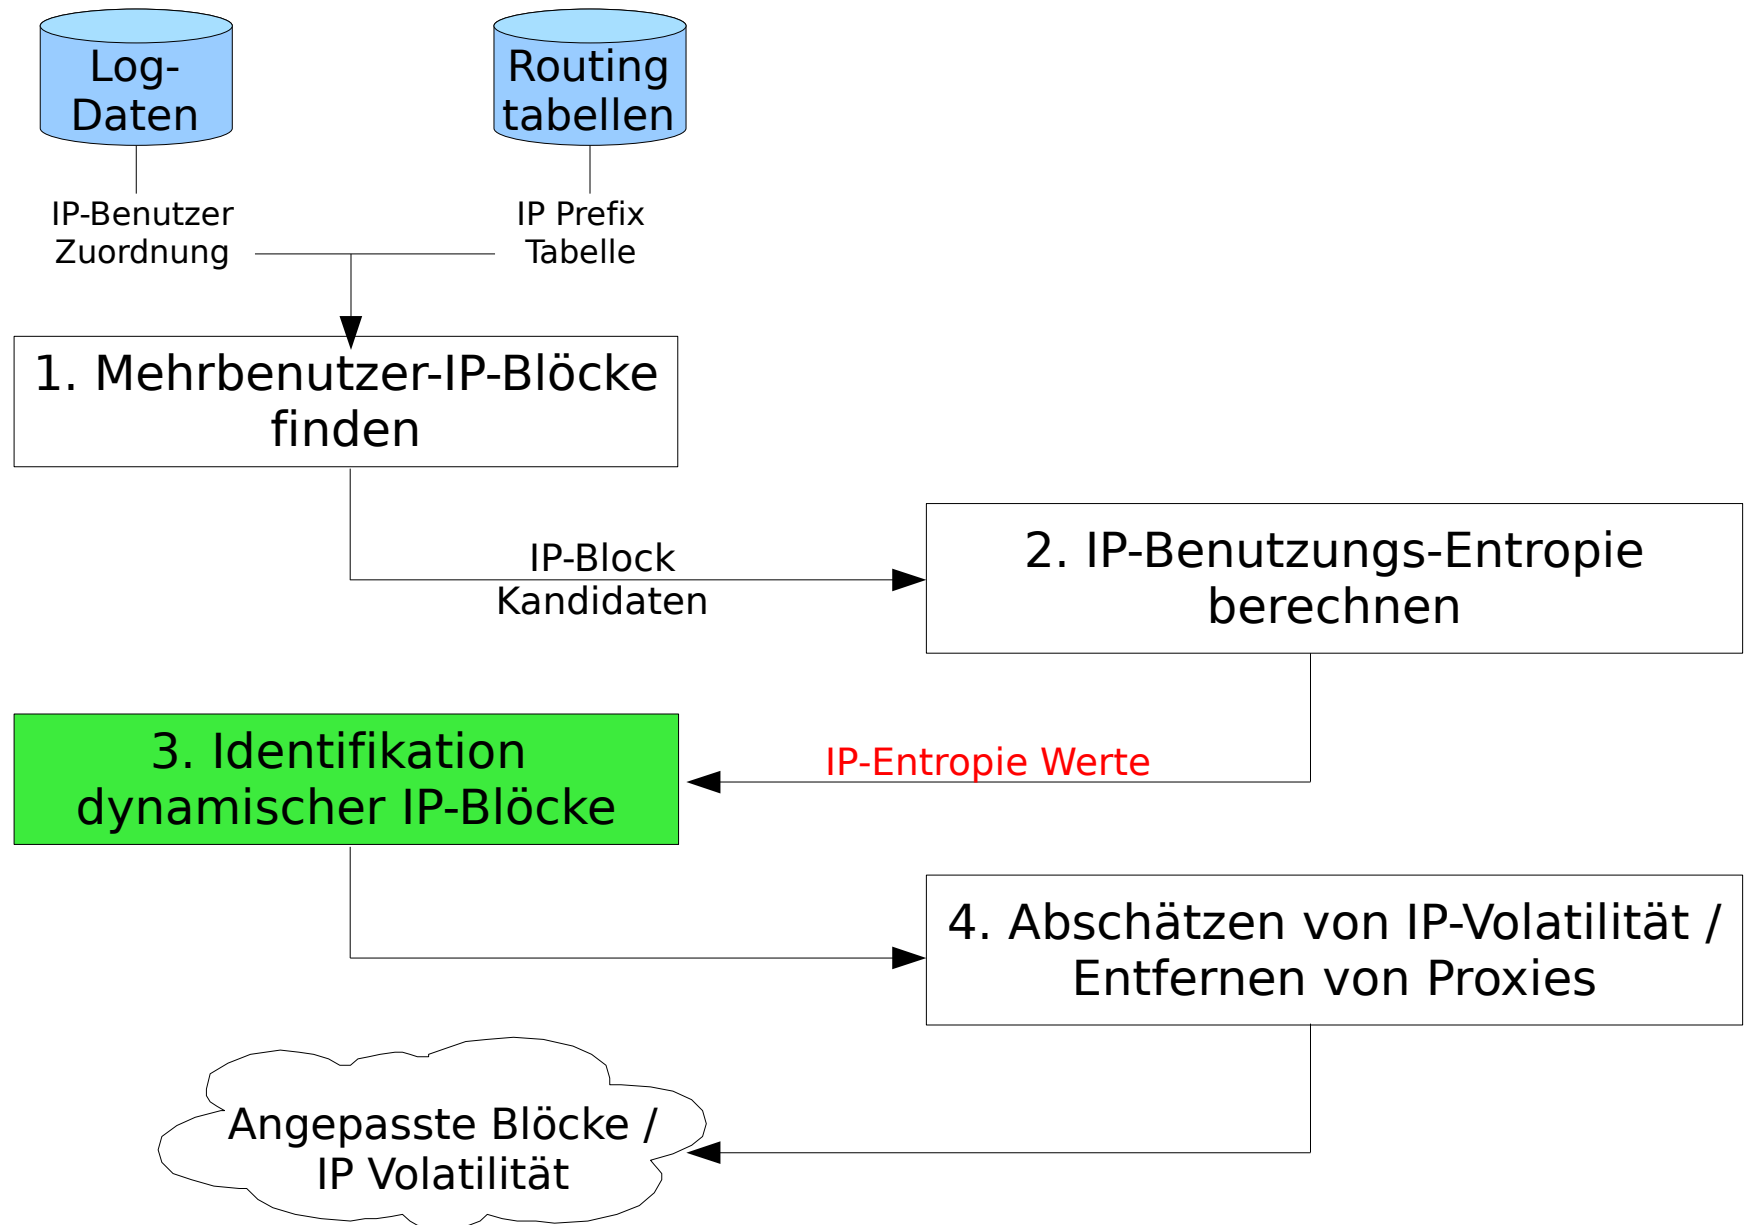 Log-
Daten
Routing
tabellen
IP-Benutzer
Zuordnung
IP Prefix
Tabelle
1. Mehrbenutzer-IP-Blöcke
finden
IP-Block
Kandidaten
2. IP-Benutzungs-Entropie
berechnen
IP-Entropie Werte
3. Identifikation
dynamischer IP-Blöcke
4. Abschätzen von IP-Volatilität /
Entfernen von Proxies
Angepasste Blöcke /
IP Volatilität